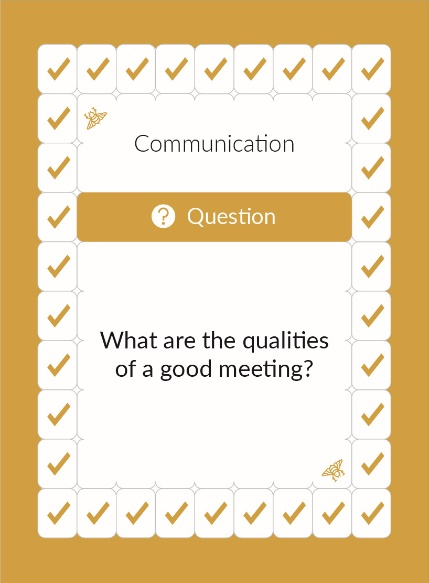 Communication
? Question
What are the qualities
of a good meeting?